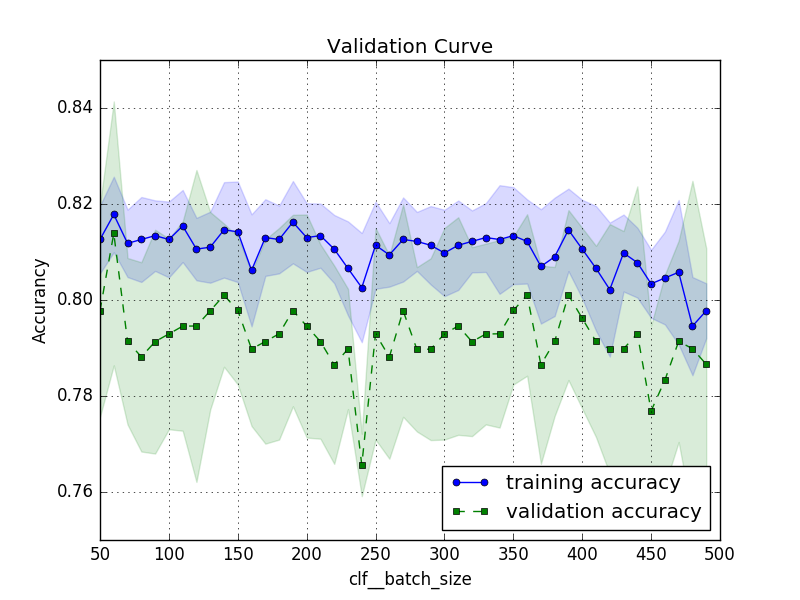 Validation Curve
0.84
0.82
0.80
0.78
0.76
Accurancy
50 100 150 200 250 300 350 400 450 500
clf__batch_size
training accuracy
validation accuracy